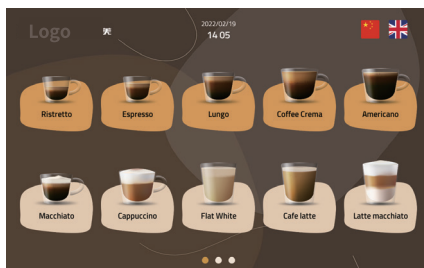 Logo
2022/02/19
14 05
Ristretto
Espresso
Lungo
Coffee Crema
Americano
Macchiato
Cappuccino
Flat White
Cafe latte
Latte macchiato